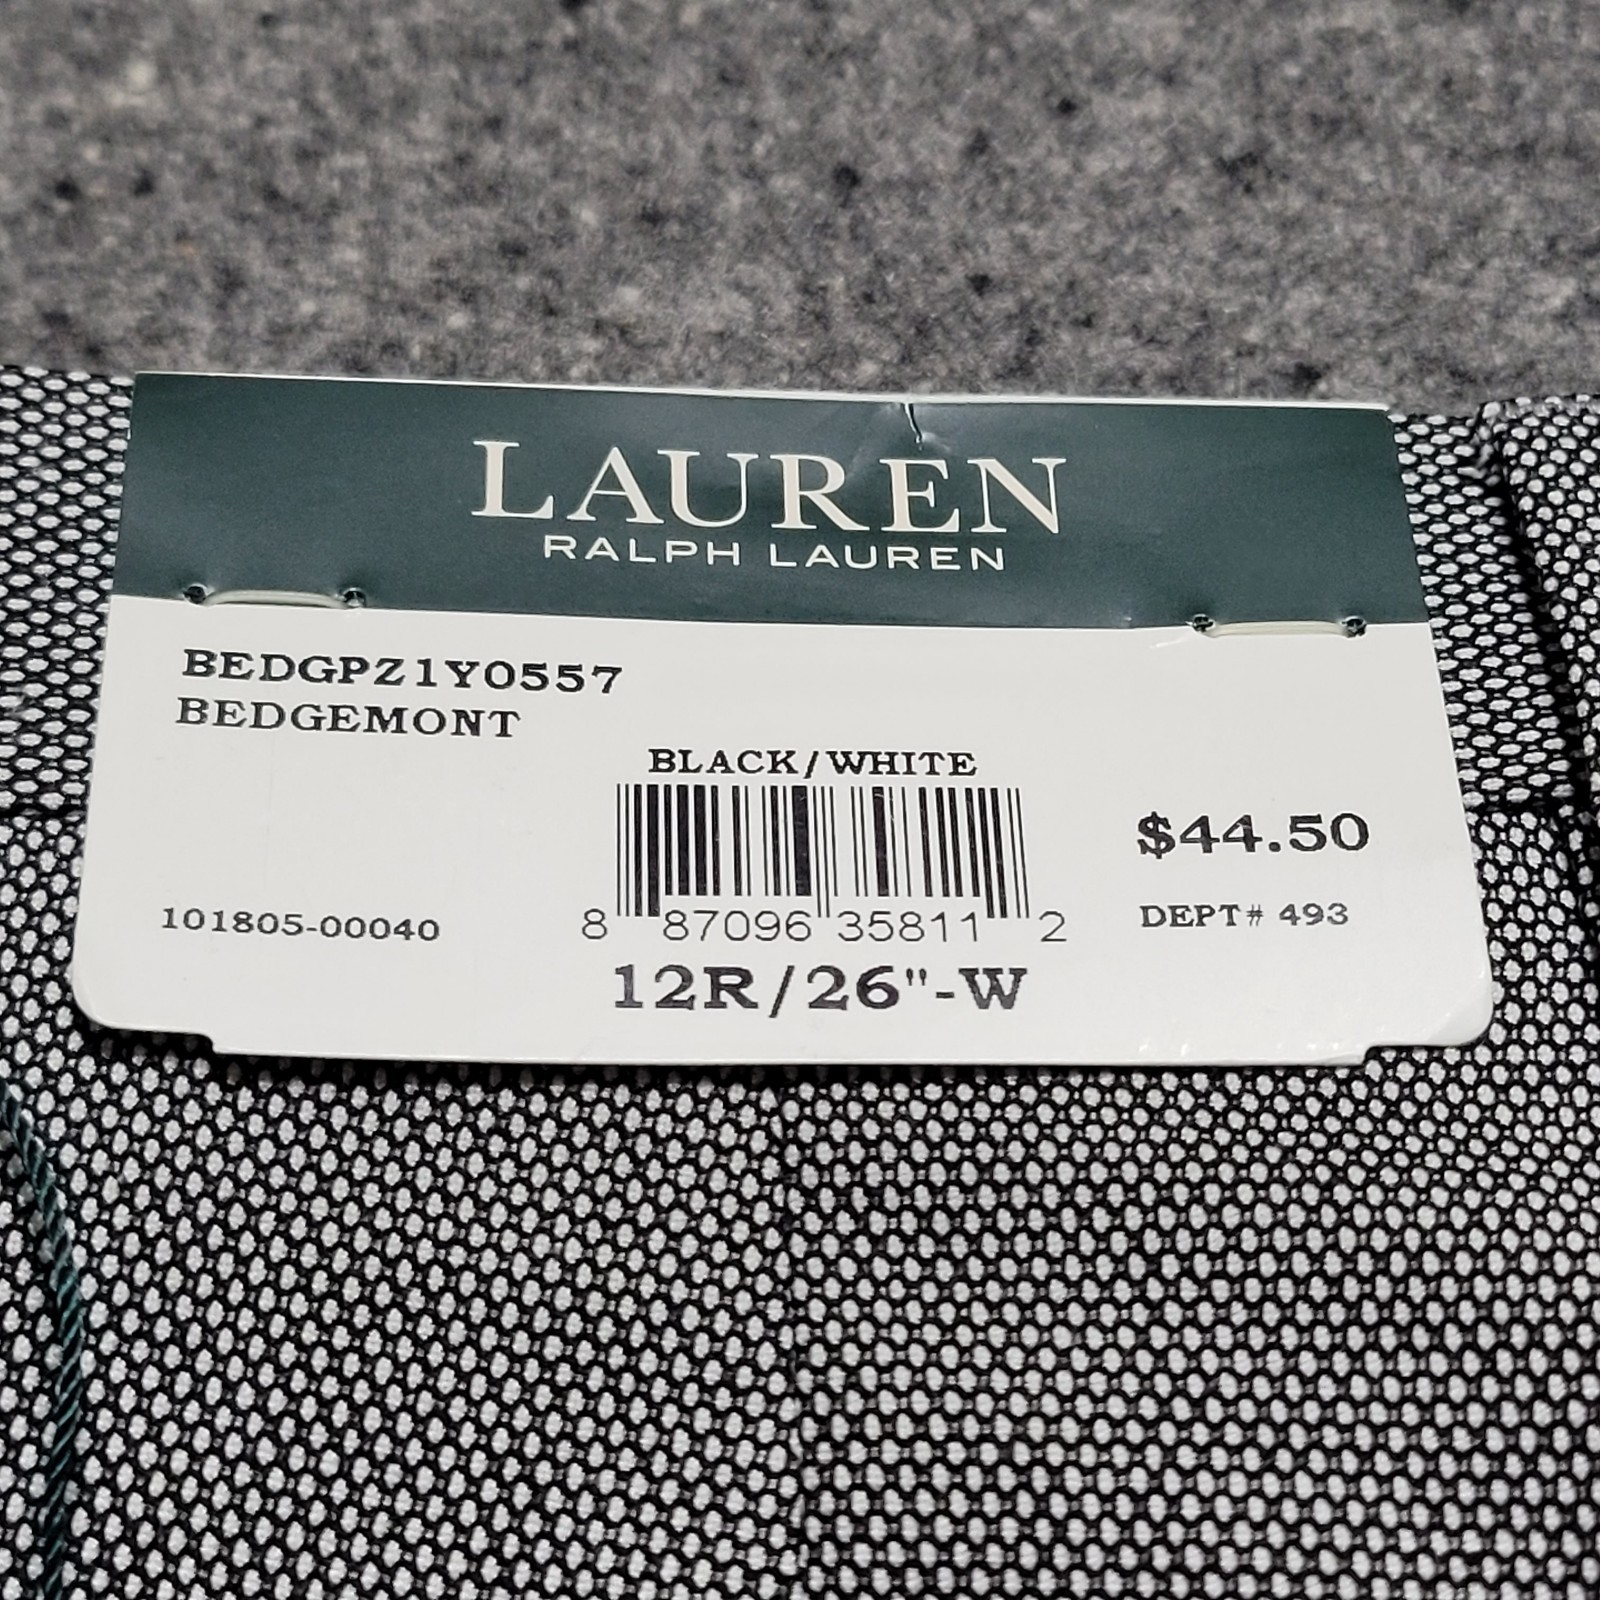 LAUREN
RALPH LAUREN
BEDGPZ1Y0557
BEDGEMONT
BLACK/WHITE
$44.50
101805-00040
8 87096 35811 2
DEPT# 493
12R/26"-W